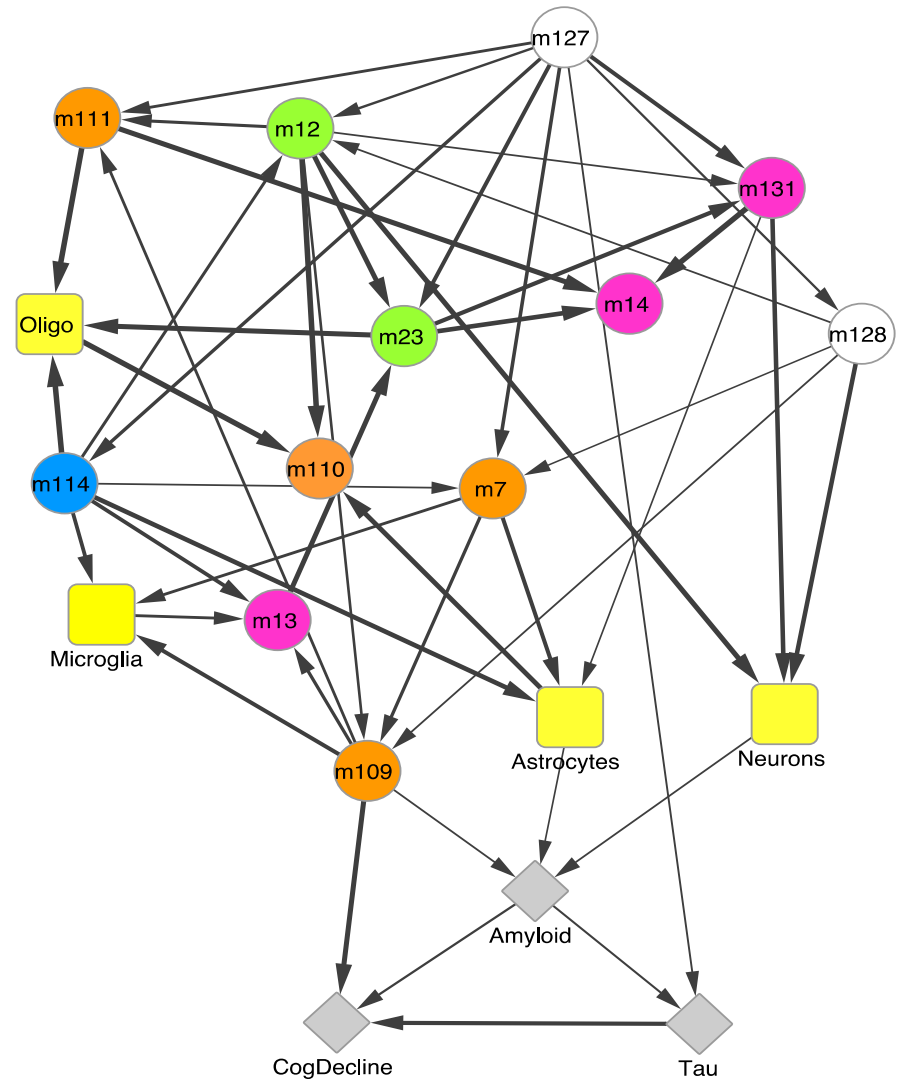 m127
m111
m12
m131
m14
Oligo
m23
m128
m110
m114
m7
m13
Microglia
Astrocytes
Neurons
m109
Amyloid
CogDecline
Tau